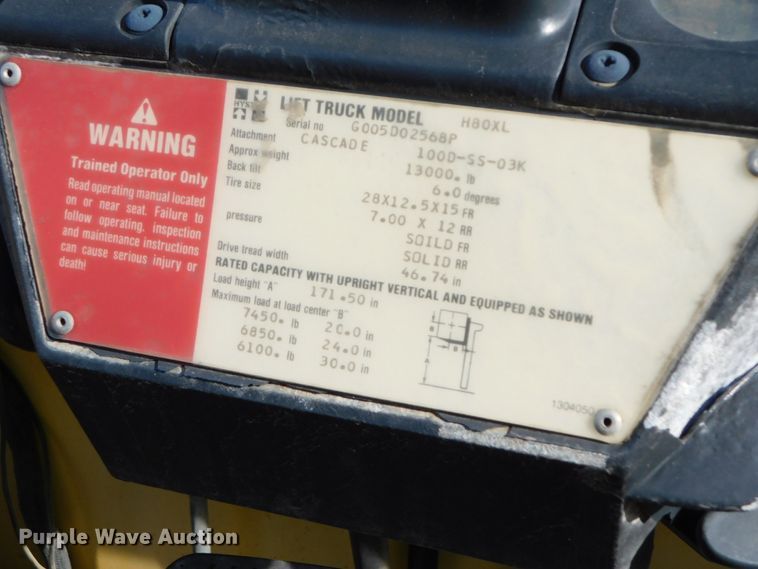 WARNING
Trained Operator Only
Read operating manual located
on or near seat. Failure to
follow operating, inspection
and maintenance instructions
can cause serious injury or
death!
HYSTER
LIFT TRUCK MODEL H80XL
Serial no G005D02568P
Attachment CASCADE 100D-SS-03K
Approx weight 13000. lb
Back tilt 6.0 degrees
Tire size 28X12.5X15 FR
7.00 X 12 RR
pressure SOILD FR
SOLID RR
Drive tread width 46.74 in
RATED CAPACITY WITH UPRIGHT VERTICAL AND EQUIPPED AS SHOWN
Load height "A" 171.50 in
Maximum load at load center "B"
7450. lb 20.0 in
6850. lb 24.0 in
6100. lb 30.0 in
B
B
A
1304050
Purple Wave Auction